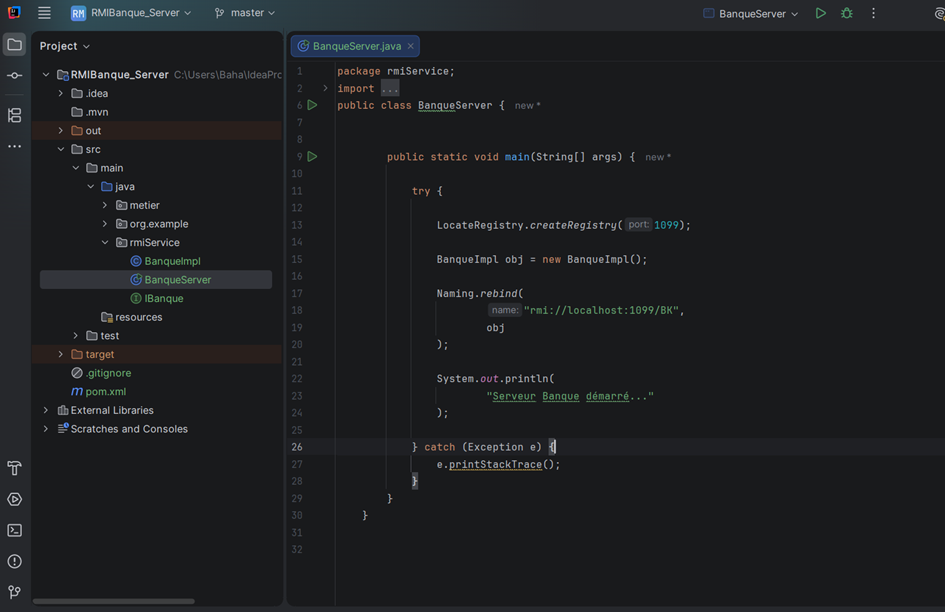 RM RMIBanque_Server master BanqueServer
Project
BanqueServer.java
RMIBanque_Server C:\Users\Baha\IdeaPro
.idea
.mvn
out
src
main
java
metier
org.example
rmiService
BanqueImpl
BanqueServer
IBanque
resources
test
target
.gitignore
pom.xml
External Libraries
Scratches and Consoles
1 package rmiService;
2 import ...
6 public class BanqueServer { new *
7
8
9 public static void main(String[] args) { new *
10
11 try {
12
13 LocateRegistry.createRegistry( port: 1099);
14
15 BanqueImpl obj = new BanqueImpl();
16
17 Naming.rebind(
18 name: "rmi://localhost:1099/BK",
19 obj
20 );
21
22 System.out.println(
23 "Serveur Banque démarré..."
24 );
25
26 } catch (Exception e) {
27 e.printStackTrace();
28 }
29 }
30 }
31
32